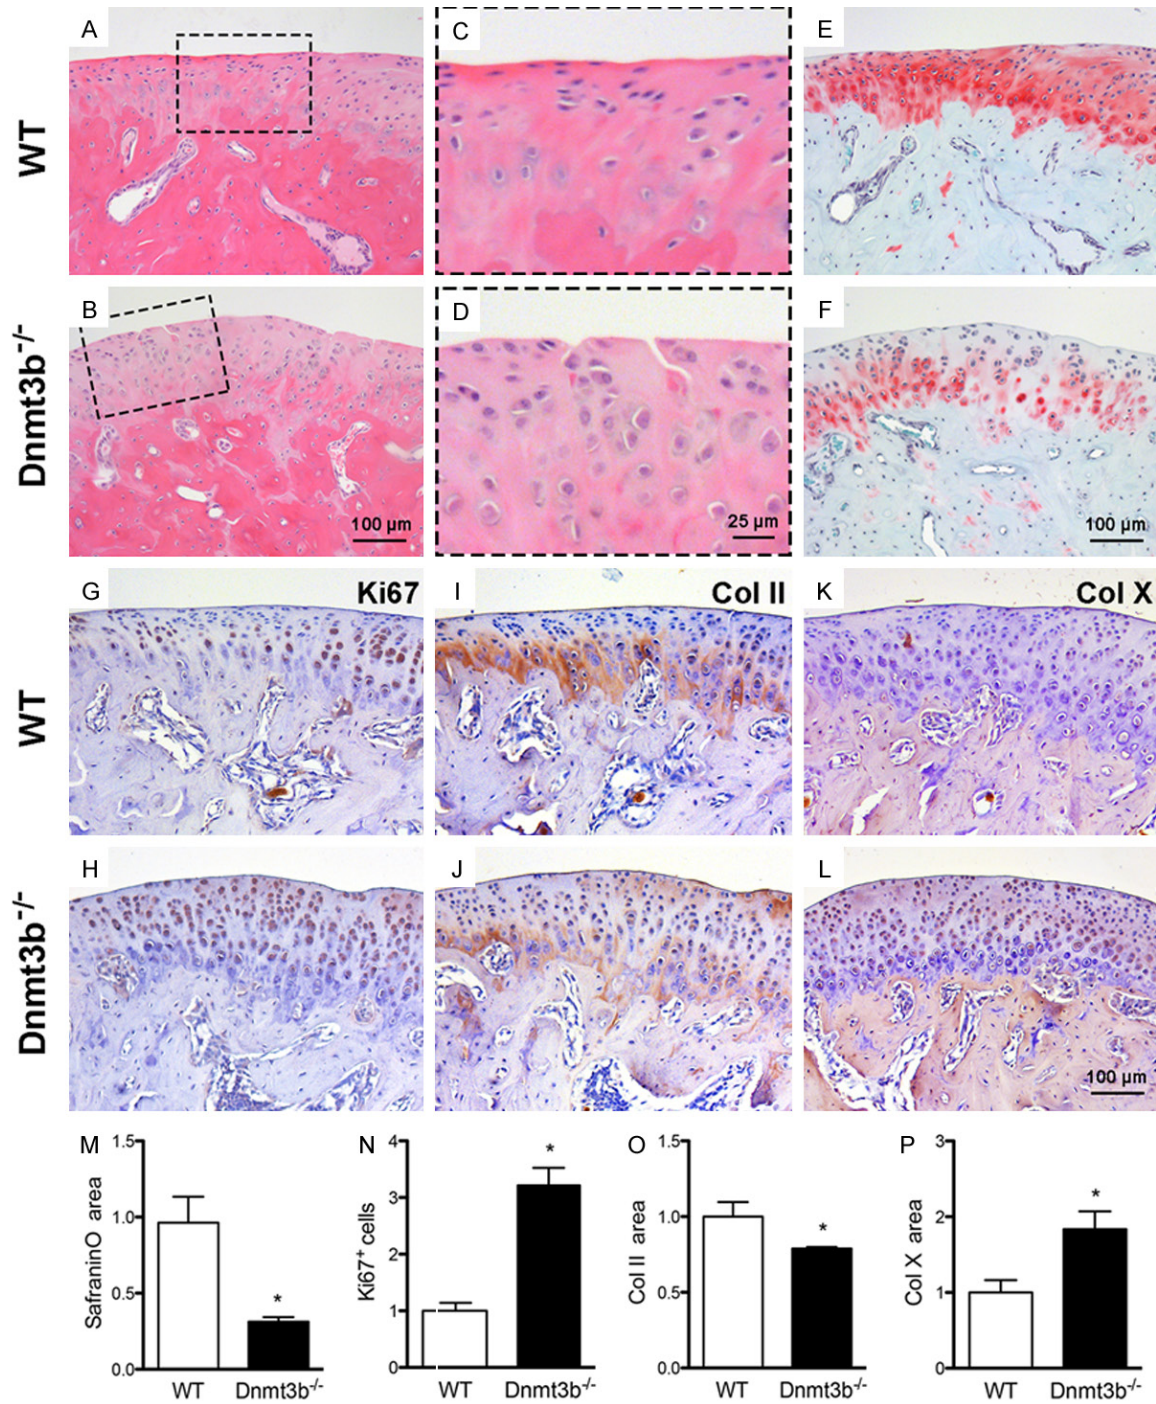 A
C
E
WT
B
D
F
Dnmt3b-/-
100 µm
25 µm
100 µm
G
Ki67
I
Col II
K
Col X
WT
H
J
L
Dnmt3b-/-
100 µm
M
1.5
1.0
0.5
0.0
SafraninO area
*
WT
Dnmt3b-/-
N
4
3
2
1
0
Ki67+ cells
*
WT
Dnmt3b-/-
O
1.5
1.0
0.5
0.0
Col II area
*
WT
Dnmt3b-/-
P
3
2
1
0
Col X area
*
WT
Dnmt3b-/-